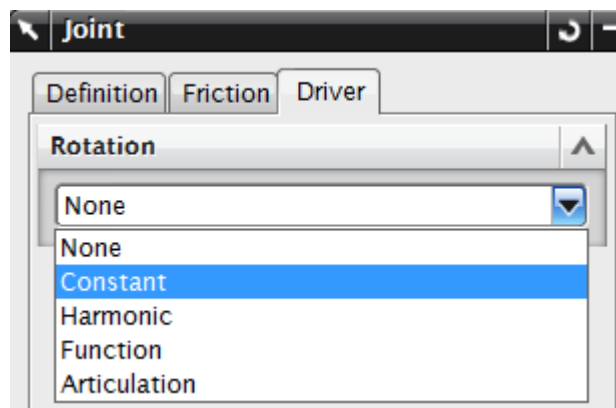 Joint
Definition Friction Driver
Rotation
None
None
Constant
Harmonic
Function
Articulation